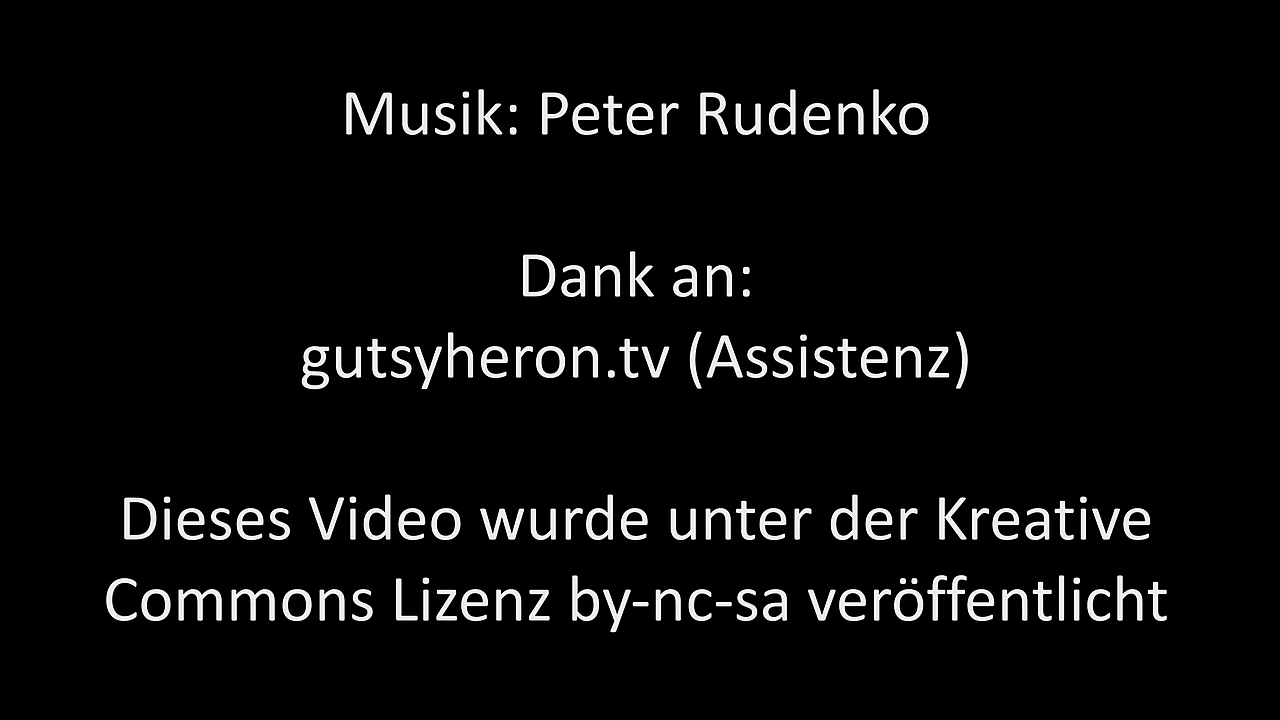 Musik: Peter Rudenko
Dank an:
gutsyheron.tv (Assistenz)
Dieses Video wurde unter der Kreative
Commons Lizenz by-nc-sa veröffentlicht